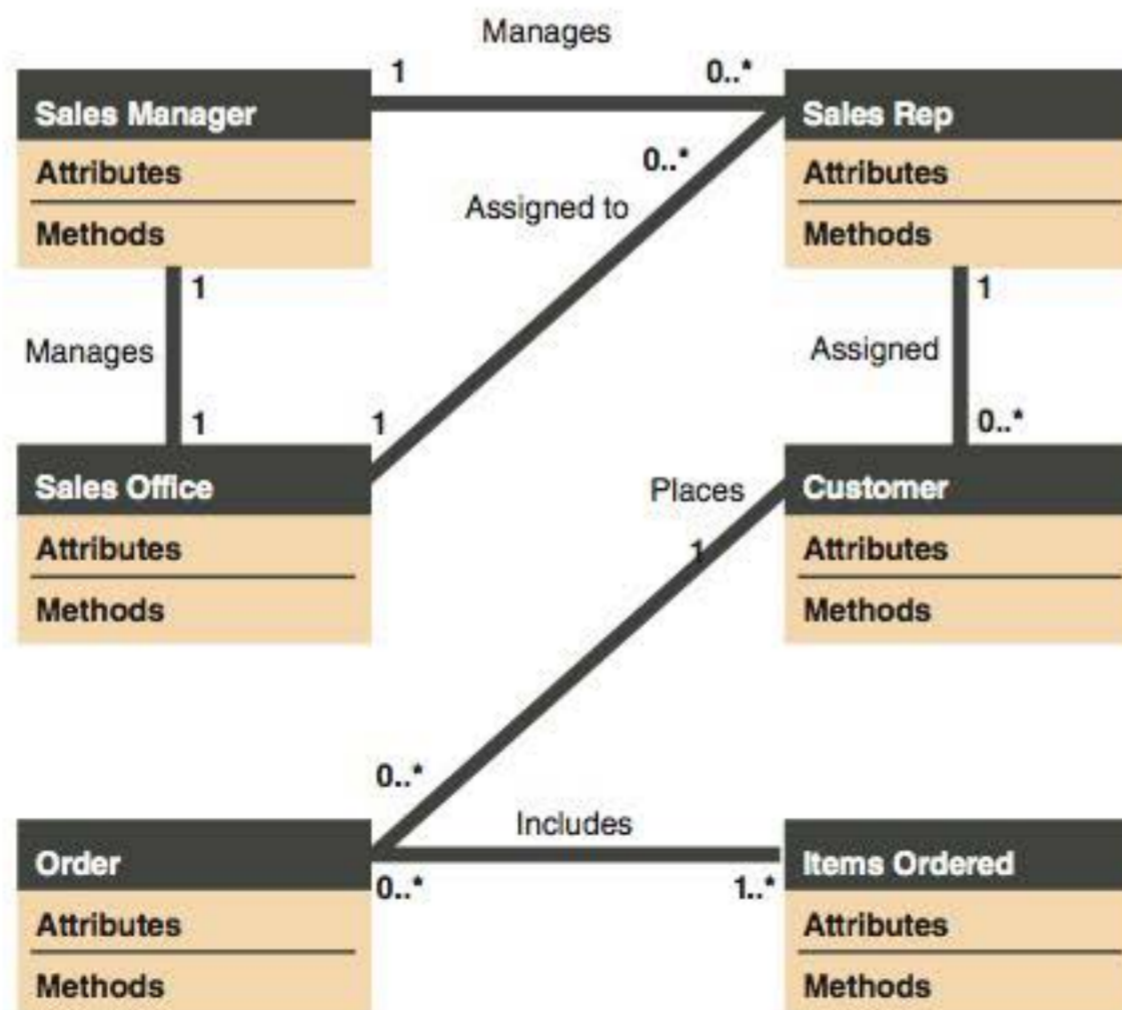 Manages
1
0..*
Sales Manager
Attributes
Methods
Sales Rep
Attributes
Methods
0..*
Assigned to
1
Manages
1
1
Assigned
0..*
1
Sales Office
Attributes
Methods
Places
1
Customer
Attributes
Methods
0..*
Includes
0..*
1..*
Order
Attributes
Methods
Items Ordered
Attributes
Methods